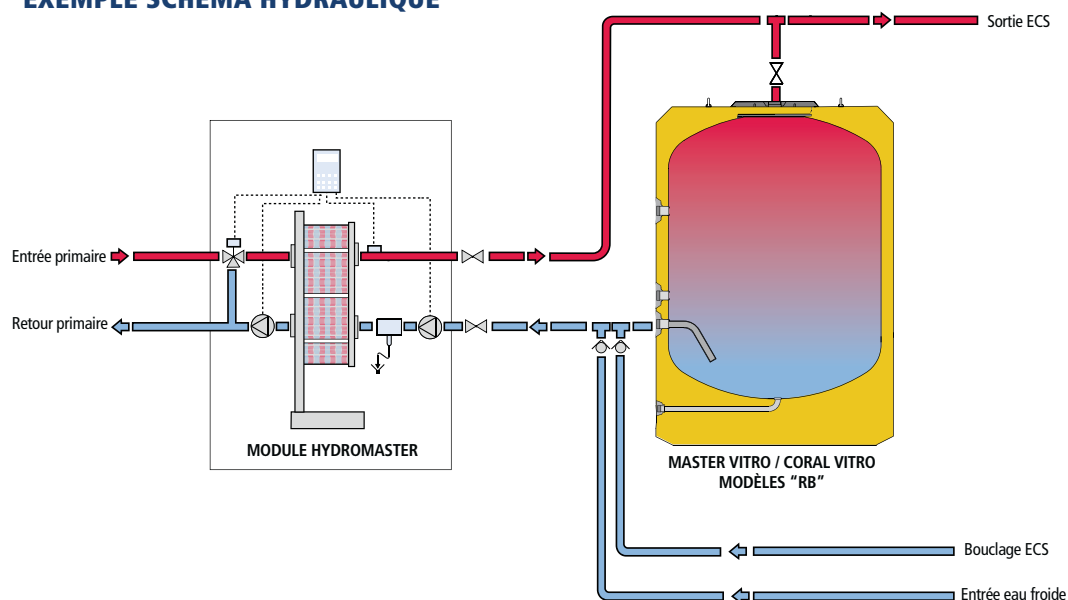 EXEMPLE SCHÉMA HYDRAULIQUE
Sortie ECS
Entrée primaire
Retour primaire
MODULE HYDROMASTER
MASTER VITRO / CORAL VITRO
MODÈLES "RB"
Bouclage ECS
Entrée eau froide